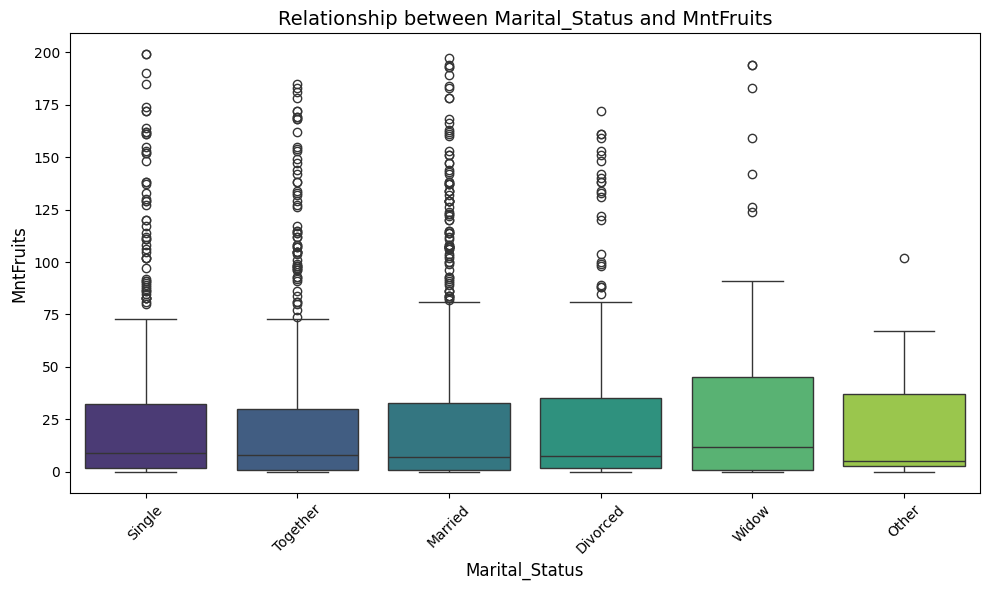 Relationship between Marital_Status and MntFruits
MntFruits
200
175
150
125
100
75
50
25
0
Single
Together
Married
Divorced
Widow
Other
Marital_Status